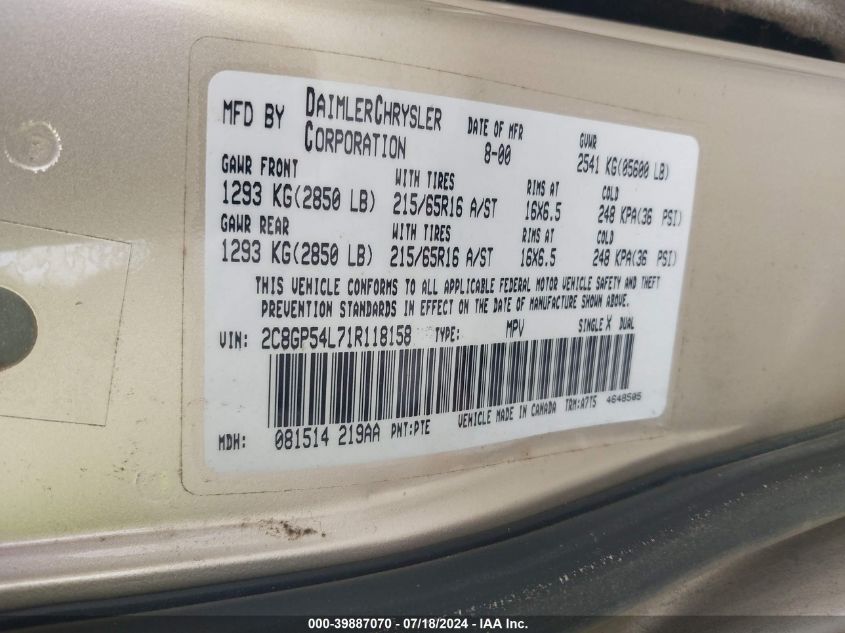 MFD BY DAIMLERCHRYSLER CORPORATION DATE OF MFR 8-00 GVWR 2541 KG(05600 LB)
GAWR FRONT WITH TIRES RIMS AT COLD
1293 KG(2850 LB) 215/65R16 A/ST 16X6.5 248 KPA(36 PSI)
GAWR REAR WITH TIRES RIMS AT COLD
1293 KG(2850 LB) 215/65R16 A/ST 16X6.5 248 KPA(36 PSI)
THIS VEHICLE CONFORMS TO ALL APPLICABLE FEDERAL MOTOR VEHICLE SAFETY AND THEFT
PREVENTION STANDARDS IN EFFECT ON THE DATE OF MANUFACTURE SHOWN ABOVE.
VIN: 2C8GP54L71R118158 TYPE: MPV SINGLE X DUAL
MDH: 081514 219AA PNT:PTE VEHICLE MADE IN CANADA TRM:A7T5 4648505
000-39887070 / 07/18/2024 - IAA Inc.